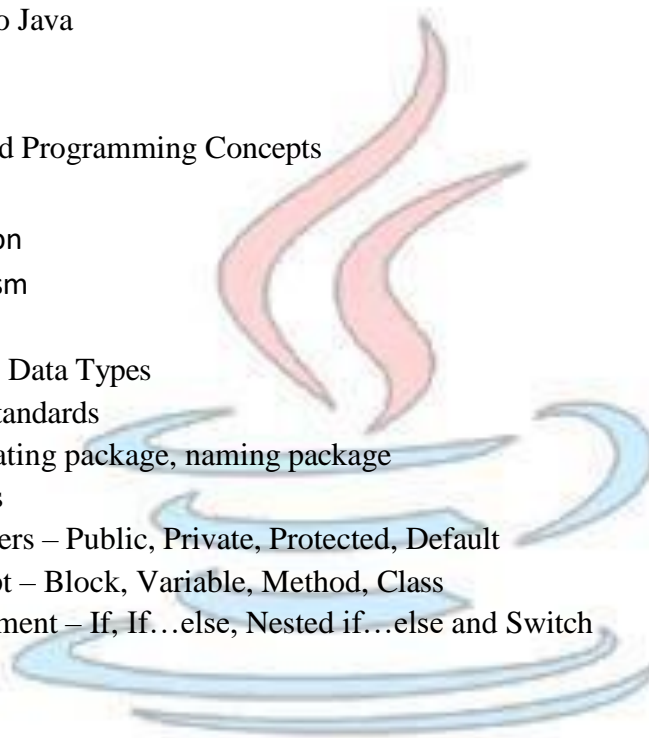 o Java
d Programming Concepts
on
sm
Data Types
tandards
ating package, naming package
s
ers – Public, Private, Protected, Default
pt – Block, Variable, Method, Class
ment – If, If…else, Nested if…else and Switch